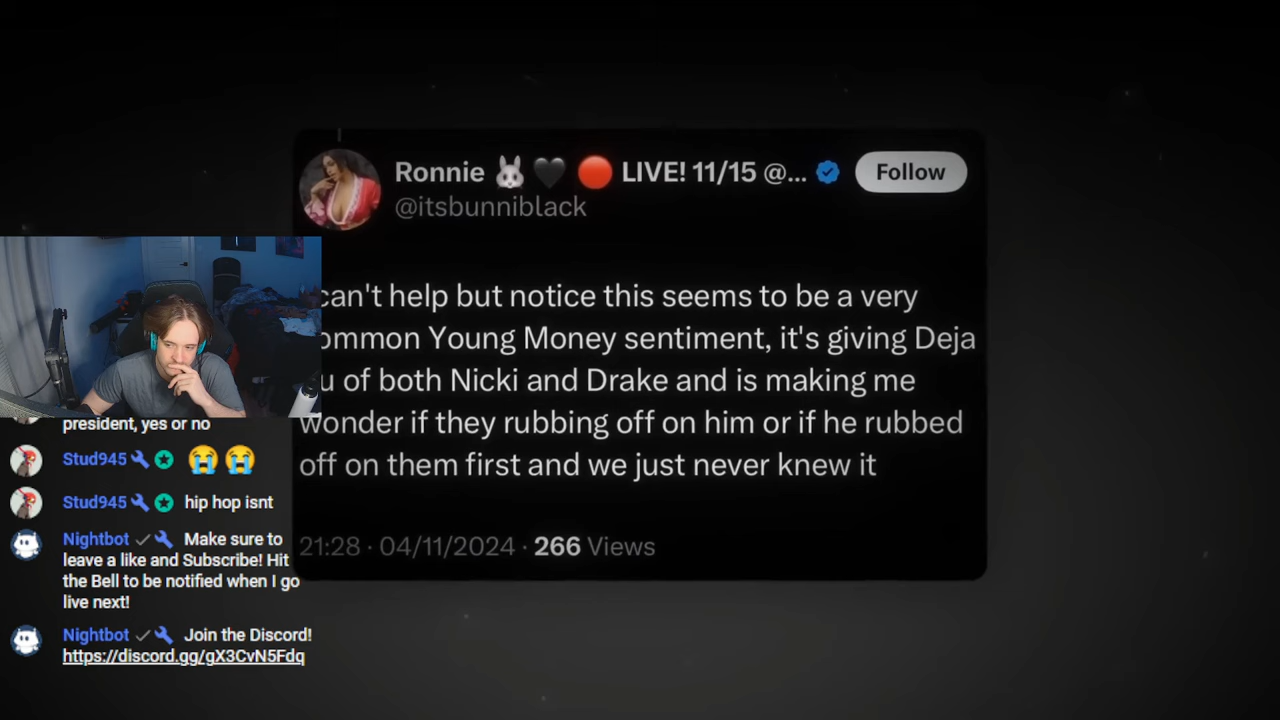 Ronnie 🐰 🖤 🔴 LIVE! 11/15 @...
Follow
@itsbunniblack
can't help but notice this seems to be a very
ommon Young Money sentiment, it's giving Deja
u of both Nicki and Drake and is making me
wonder if they rubbing off on him or if he rubbed
off on them first and we just never knew it
21:28 · 04/11/2024 · 266 Views
president, yes or no
Stud945 😭 😭
Stud945 hip hop isnt
Nightbot Make sure to
leave a like and Subscribe! Hit
the Bell to be notified when I go
live next!
Nightbot Join the Discord!
https://discord.gg/gX3CvN5Fdq